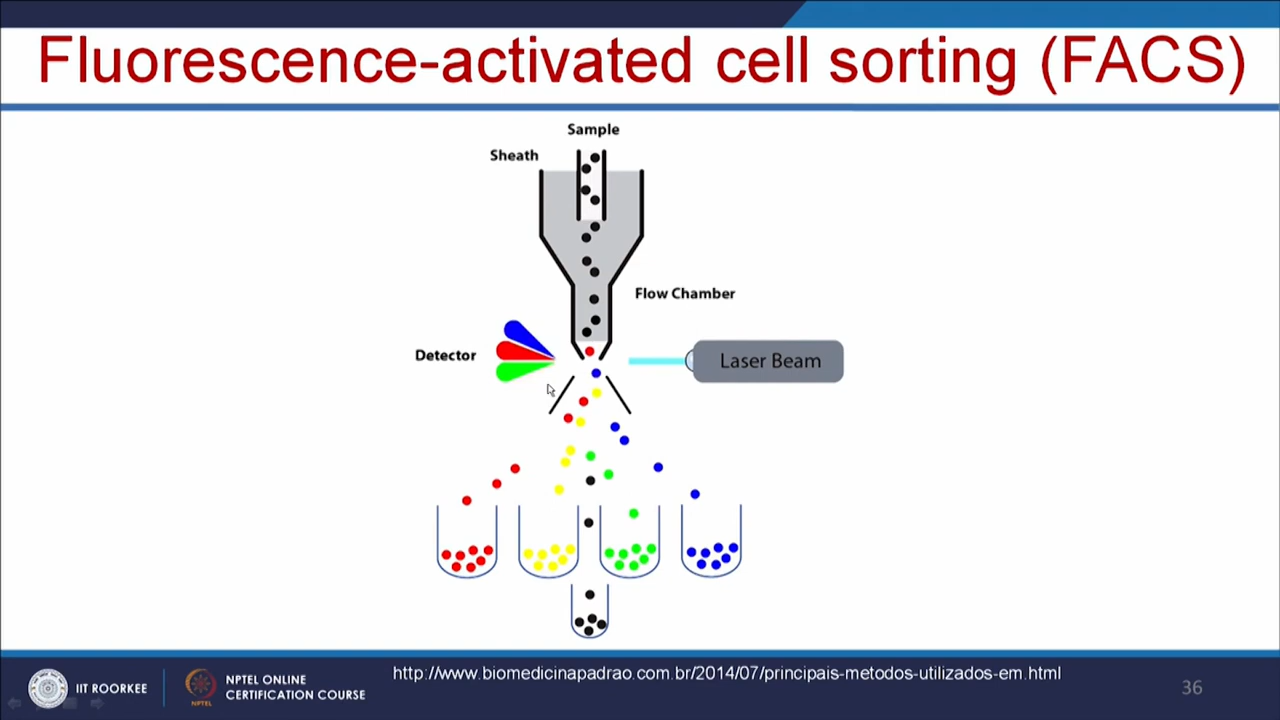 Fluorescence-activated cell sorting (FACS)
Sample
Sheath
Flow Chamber
Detector
Laser Beam
IIT ROORKEE
NPTEL
NPTEL ONLINE
CERTIFICATION COURSE
http://www.biomedicinapadrao.com.br/2014/07/principais-metodos-utilizados-em.html
36